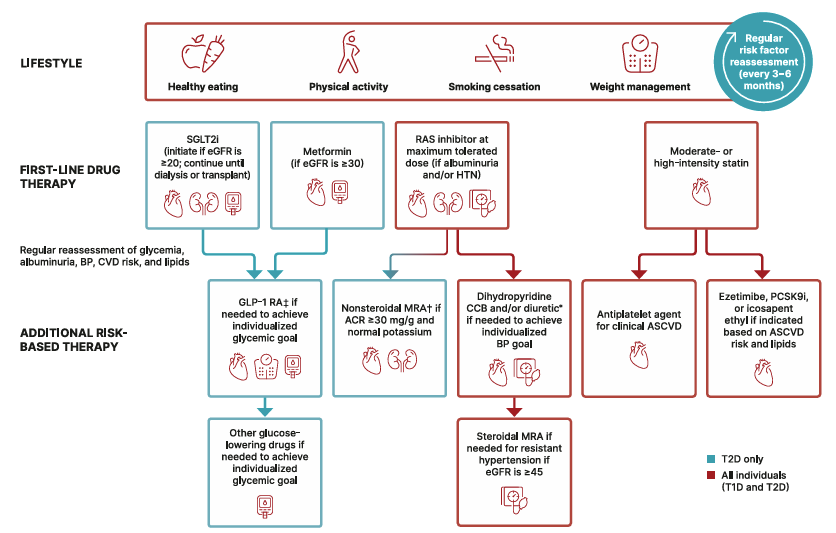 LIFESTYLE
Healthy eating
Physical activity
Smoking cessation
Weight management
Regular
risk factor
reassessment
(every 3–6
months)
FIRST-LINE DRUG
THERAPY
SGLT2i
(initiate if eGFR is
≥20; continue until
dialysis or transplant)
Metformin
(if eGFR is ≥30)
RAS inhibitor at
maximum tolerated
dose (if albuminuria
and/or HTN)
Moderate- or
high-intensity statin
Regular reassessment of glycemia,
albuminuria, BP, CVD risk, and lipids
ADDITIONAL RISK-
BASED THERAPY
GLP-1 RA‡ if
needed to achieve
individualized
glycemic goal
Nonsteroidal MRA† if
ACR ≥30 mg/g and
normal potassium
Dihydropyridine
CCB and/or diuretic*
if needed to achieve
individualized
BP goal
Antiplatelet agent
for clinical ASCVD
Ezetimibe, PCSK9i,
or icosapent
ethyl if indicated
based on ASCVD
risk and lipids
Other glucose-
lowering drugs if
needed to achieve
individualized
glycemic goal
Steroidal MRA if
needed for resistant
hypertension if
eGFR is ≥45
T2D only
All individuals
(T1D and T2D)